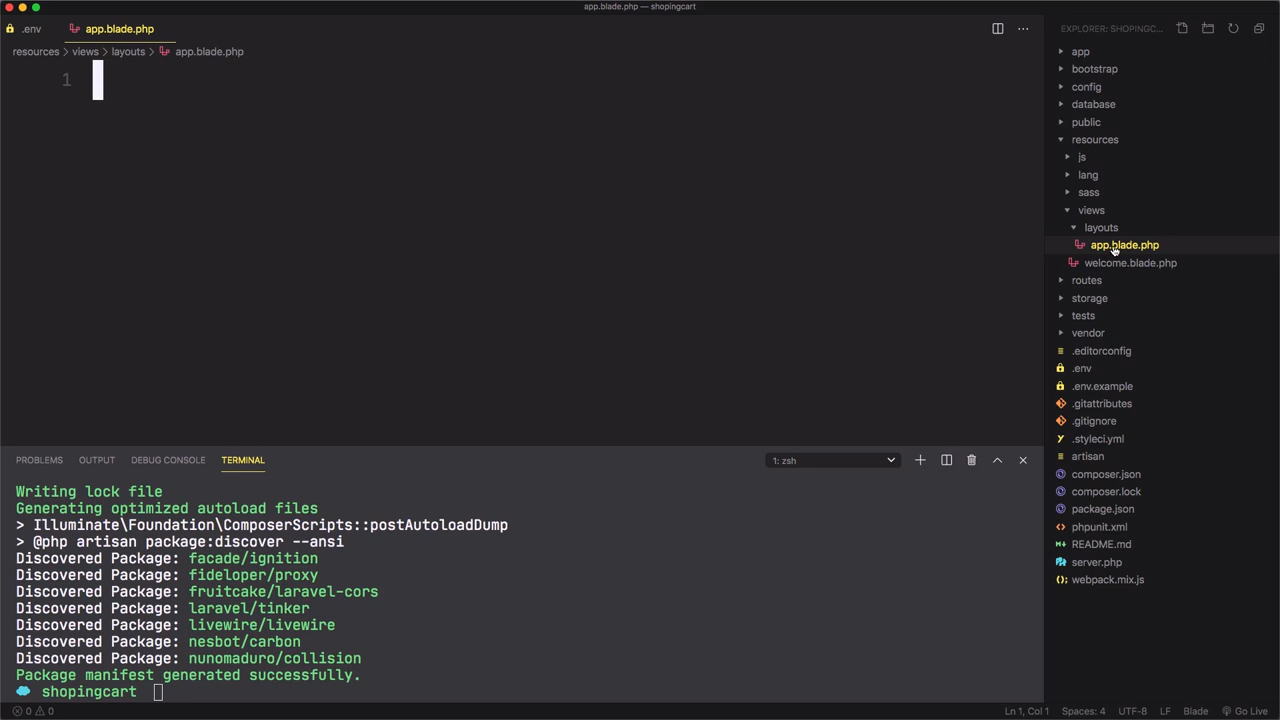 app.blade.php — shopingcart
.env
app.blade.php
resources > views > layouts > app.blade.php
1
EXPLORER: SHOPINGC...
app
bootstrap
config
database
public
resources
js
lang
sass
views
layouts
app.blade.php
welcome.blade.php
routes
storage
tests
vendor
.editorconfig
.env
.env.example
.gitattributes
.gitignore
.styleci.yml
artisan
composer.json
composer.lock
package.json
phpunit.xml
README.md
server.php
webpack.mix.js
PROBLEMS OUTPUT DEBUG CONSOLE TERMINAL
1: zsh
Writing lock file
Generating optimized autoload files
> Illuminate\Foundation\ComposerScripts::postAutoloadDump
> @php artisan package:discover --ansi
Discovered Package: facade/ignition
Discovered Package: fideloper/proxy
Discovered Package: fruitcake/laravel-cors
Discovered Package: laravel/tinker
Discovered Package: livewire/livewire
Discovered Package: nesbot/carbon
Discovered Package: nunomaduro/collision
Package manifest generated successfully.
shopingcart
0 0
Ln 1, Col 1 Spaces: 4 UTF-8 LF Blade Go Live